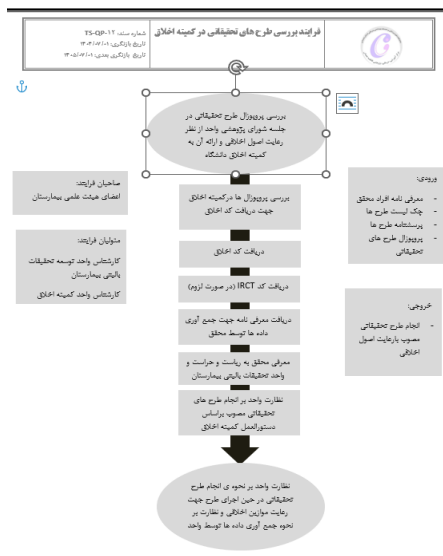 فرایند بررسی طرح های تحقیقاتی در کمیته اخلاق
شماره سند: TS-QP-12
تاریخ بازنگری: 1404/07/01
تاریخ بازنگری بعدی: 1405/07/01
بررسی پروپوزال طرح تحقیقاتی در
جلسه شورای پژوهشی واحد از نظر
رعایت اصول اخلاقی و ارائه آن به
کمیته اخلاق دانشگاه
ورودی:
- معرفی نامه افراد محقق
- چک لیست طرح ها
- پرسشنامه طرح ها
- پروپوزال طرح های
تحقیقاتی
صاحبان فرایند:
اعضای هیئت علمی بیمارستان
بررسی پروپوزال ها درکمیته اخلاق
جهت دریافت کد اخلاق
متولیان فرایند:
کارشناس واحد توسعه تحقیقات
بالینی بیمارستان
کارشناس واحد کمیته اخلاق
دریافت کد اخلاق
دریافت کد IRCT (در صورت لزوم)
خروجی:
- انجام طرح تحقیقاتی
مصوب بارعایت اصول
اخلاقی
دریافت معرفی نامه جهت جمع آوری
داده ها توسط محقق
معرفی محقق به ریاست و حراست و
واحد تحقیقات بالینی بیمارستان
نظارت واحد بر انجام طرح های
تحقیقاتی مصوب براساس
دستورالعمل کمیته اخلاق
نظارت واحد بر نحوه ی انجام طرح
تحقیقاتی در حین اجرای طرح جهت
رعایت موازین اخلاقی و نظارت بر
نحوه جمع آوری داده ها توسط واحد